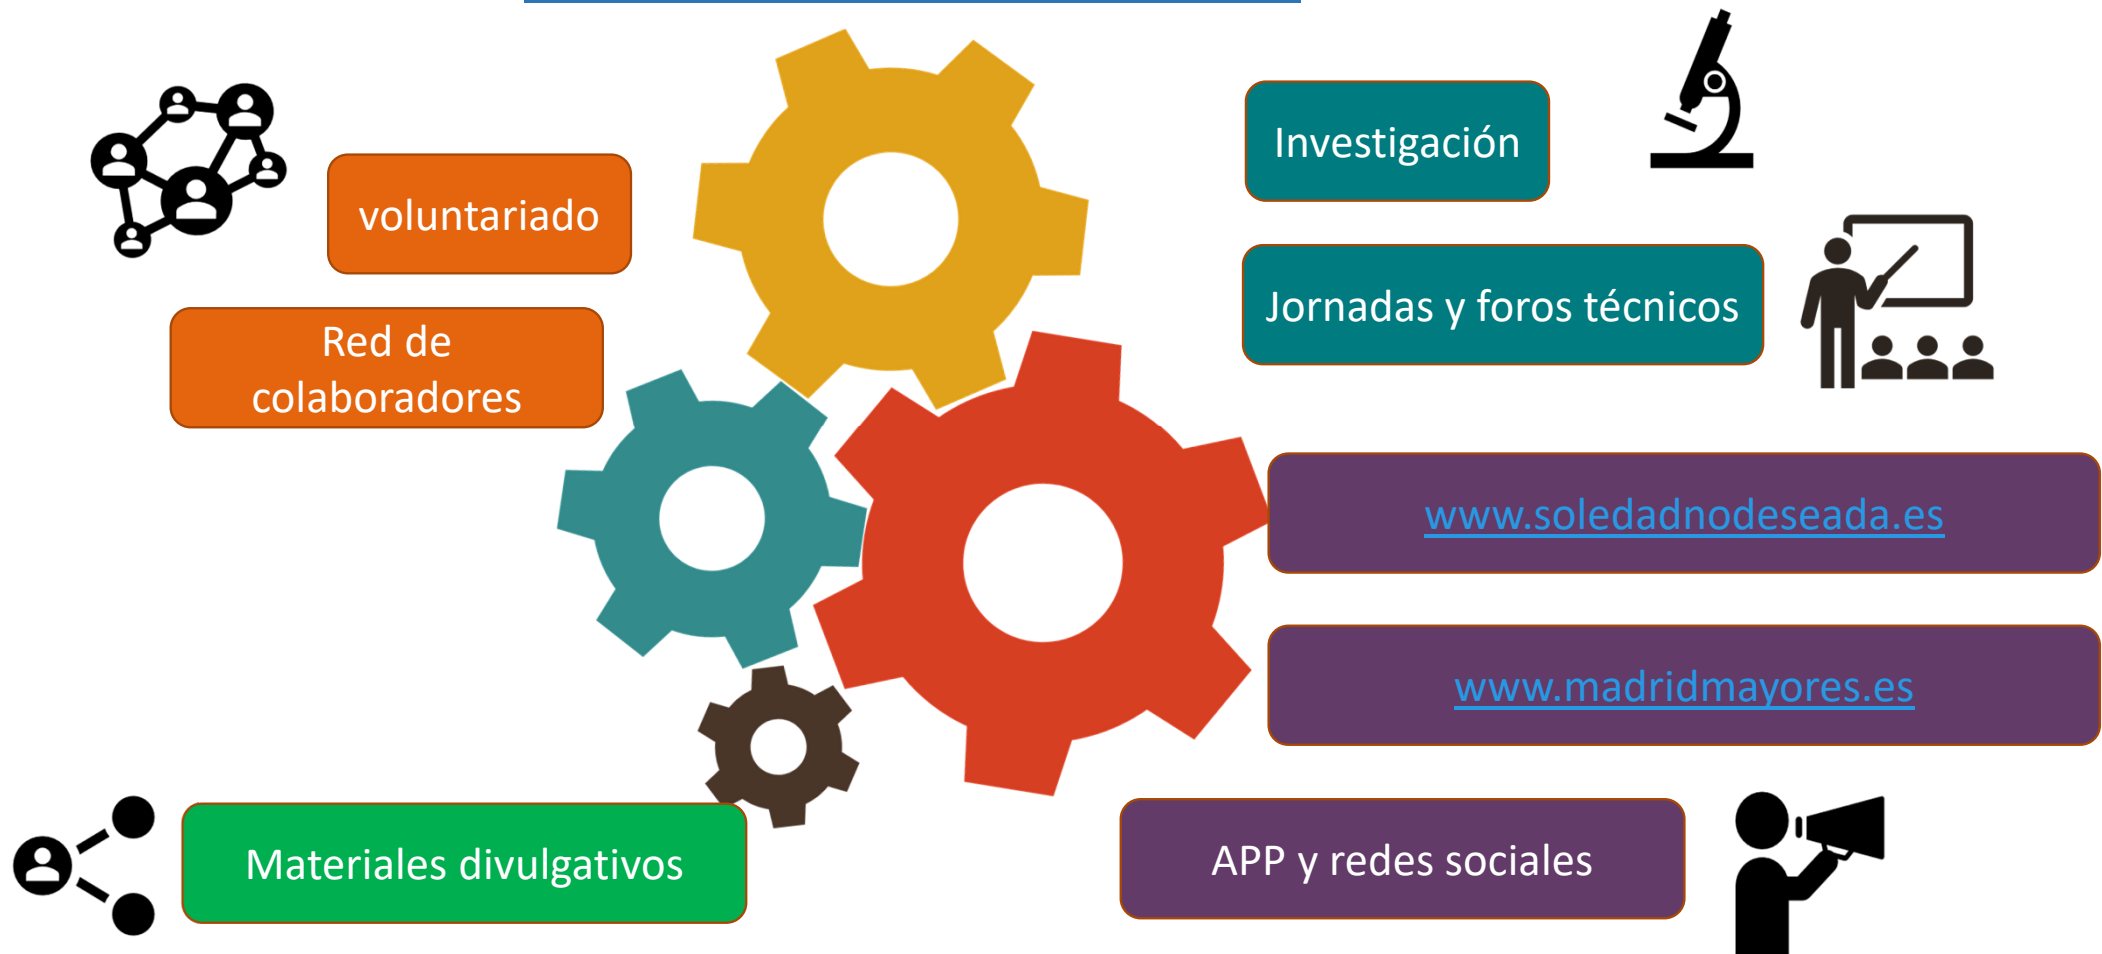 voluntariado
Red de
colaboradores
Investigación
Jornadas y foros técnicos
www.soledadnodeseada.es
www.madridmayores.es
Materiales divulgativos
APP y redes sociales